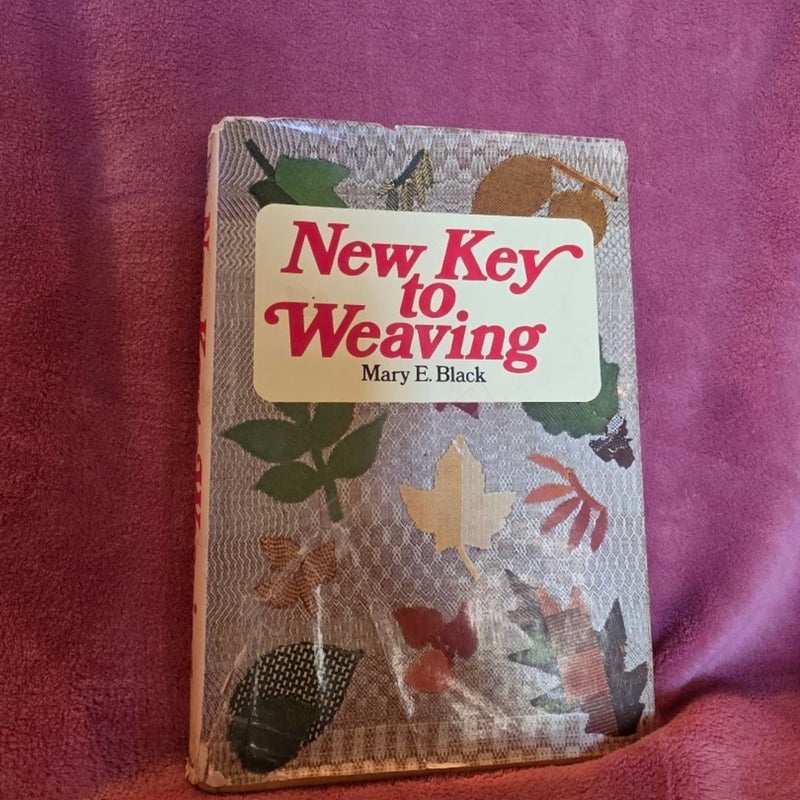 New Key
to
Weaving
Mary E. Black